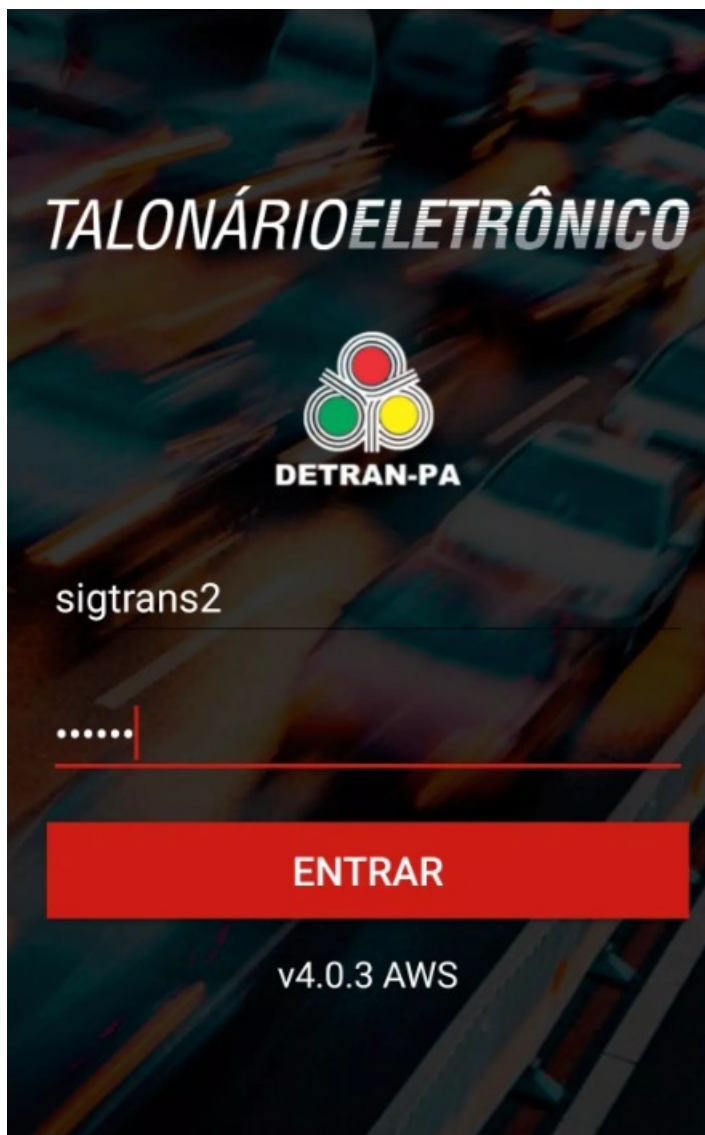 TALONÁRIOELETRÔNICO
DETRAN-PA
sigtrans2
••••••
ENTRAR
v4.0.3 AWS